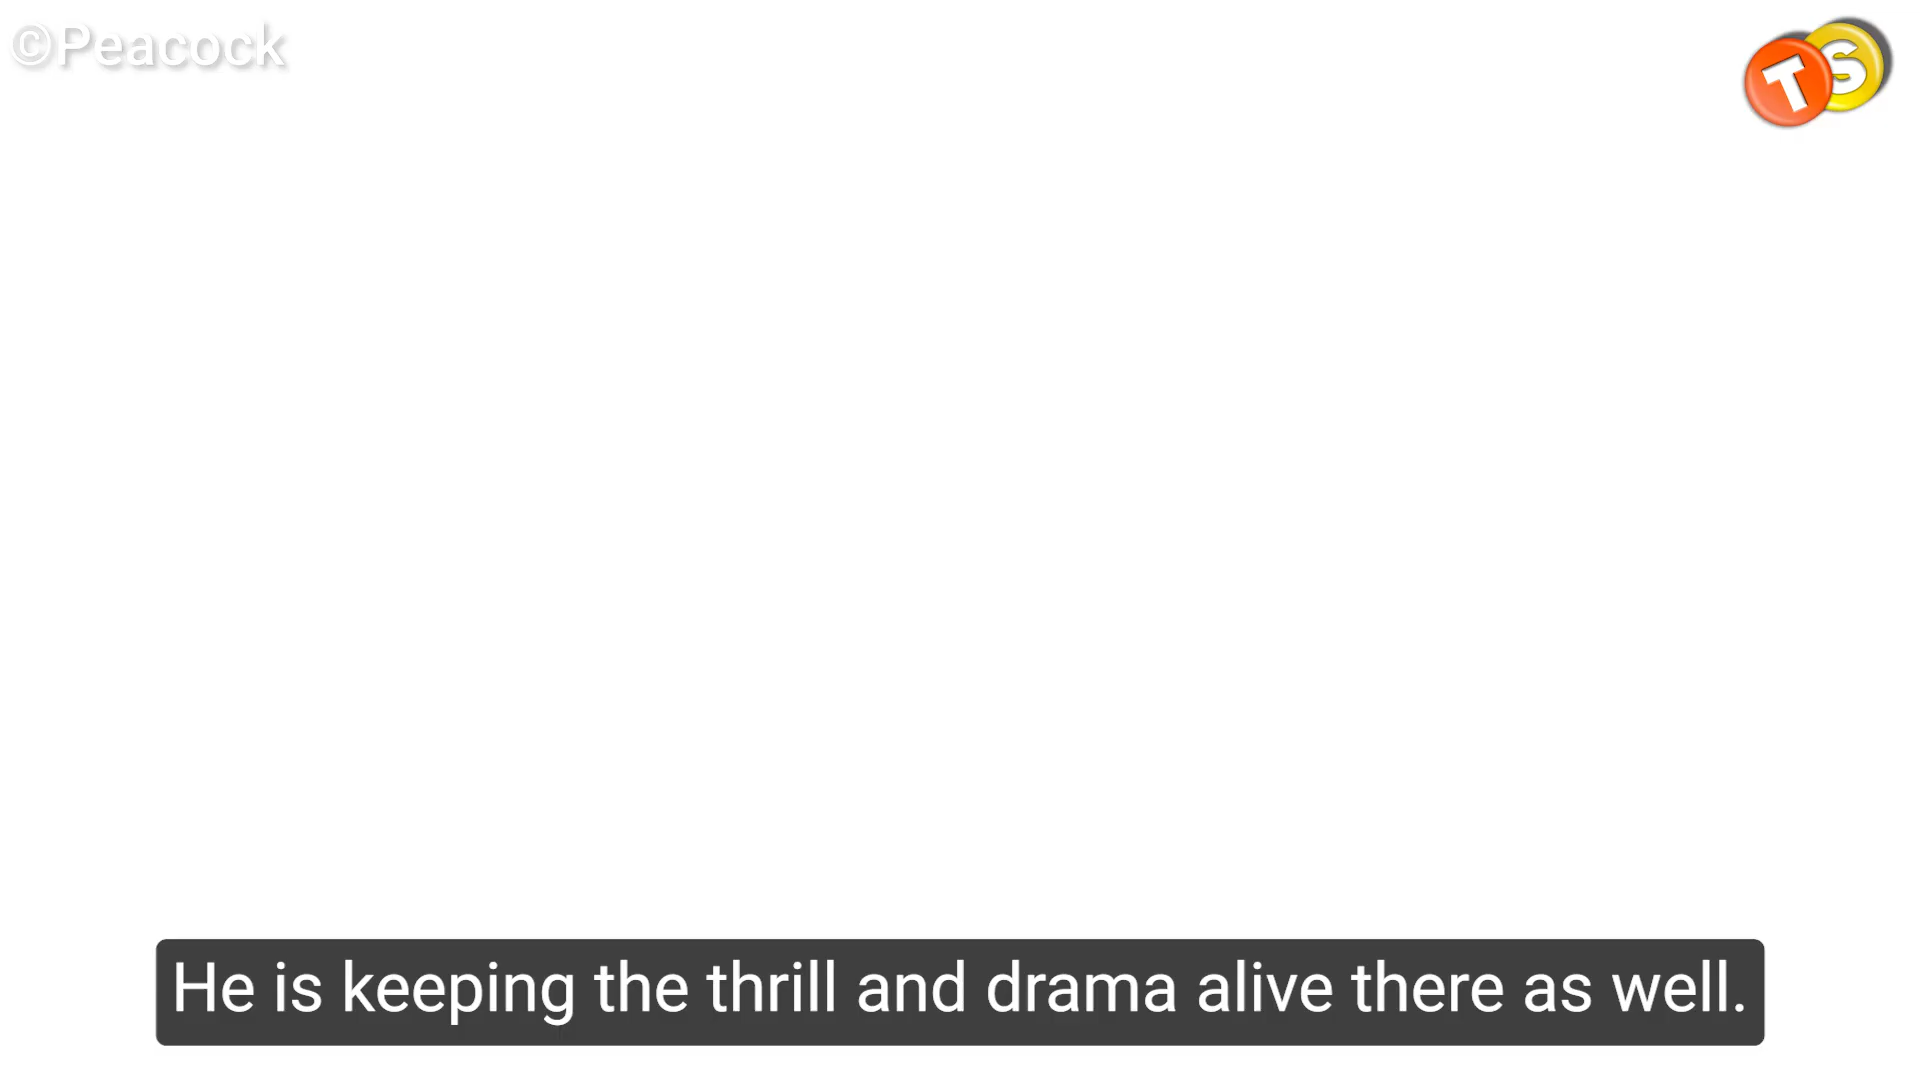 ©Peacock
TS
He is keeping the thrill and drama alive there as well.